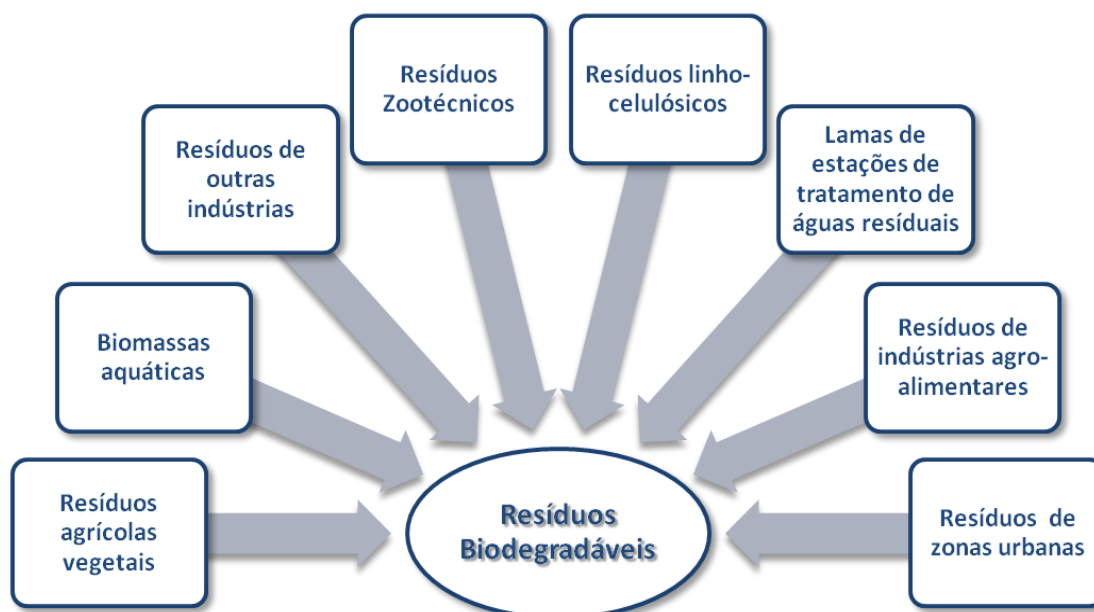 Resíduos
Zootécnicos
Resíduos linho-
celulósicos
Resíduos de
outras
indústrias
Lamas de
estações de
tratamento de
águas resíduais
Biomassas
aquáticas
Resíduos de
indústrias agro-
alimentares
Resíduos
agrícolas
vegetais
Resíduos
Biodegradáveis
Resíduos de
zonas urbanas